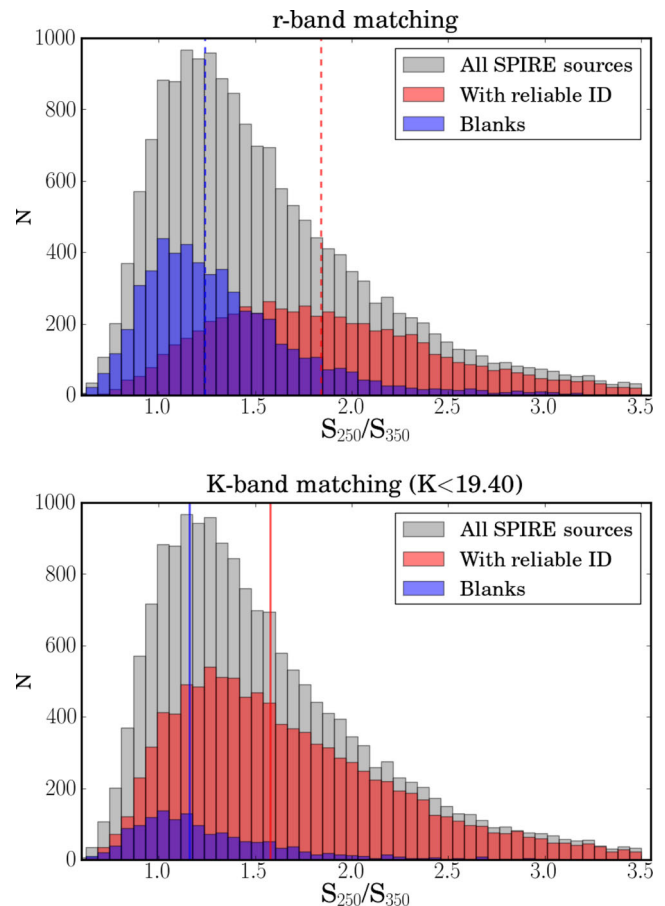 r-band matching
1000
800
600
400
200
0
N
All SPIRE sources
With reliable ID
Blanks
1.0 1.5 2.0 2.5 3.0 3.5
S250/S350
K-band matching (K<19.40)
1000
800
600
400
200
0
N
All SPIRE sources
With reliable ID
Blanks
1.0 1.5 2.0 2.5 3.0 3.5
S250/S350